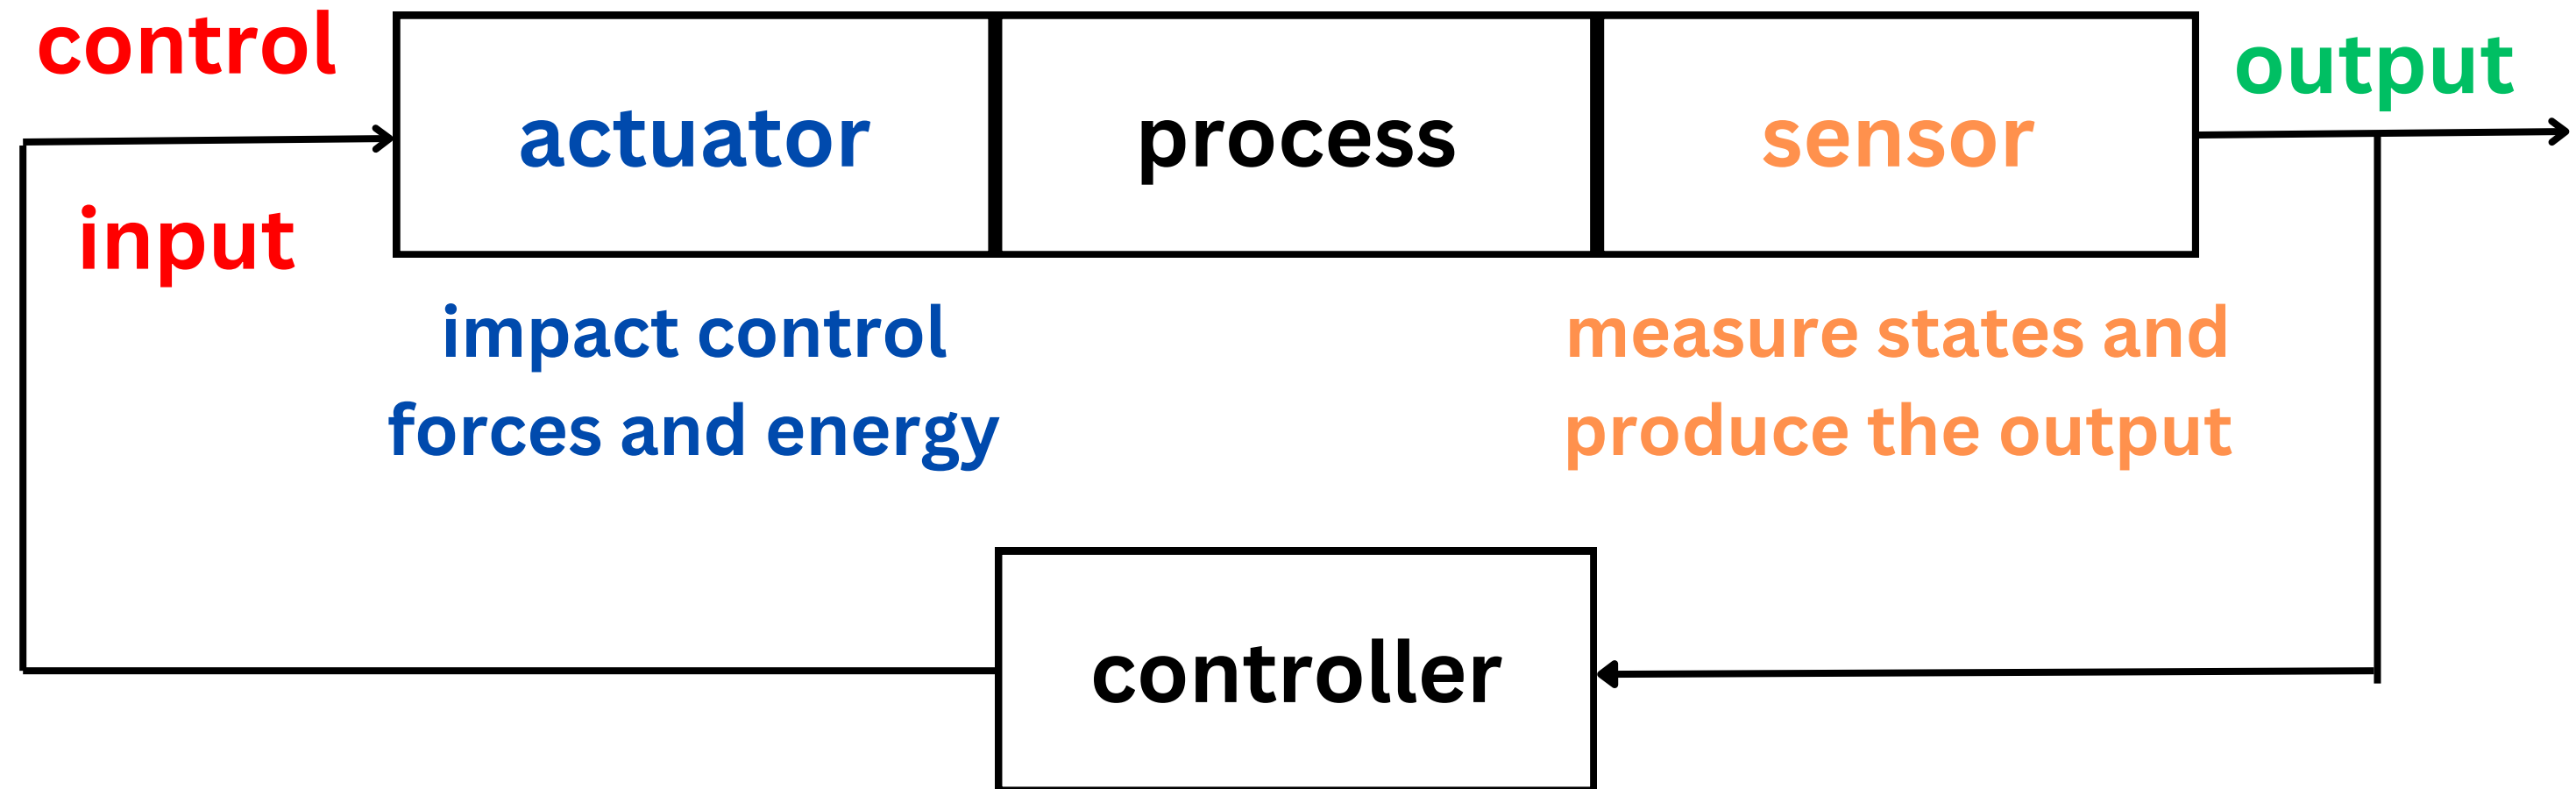 control
input
actuator
process
sensor
output
impact control
forces and energy
measure states and
produce the output
controller